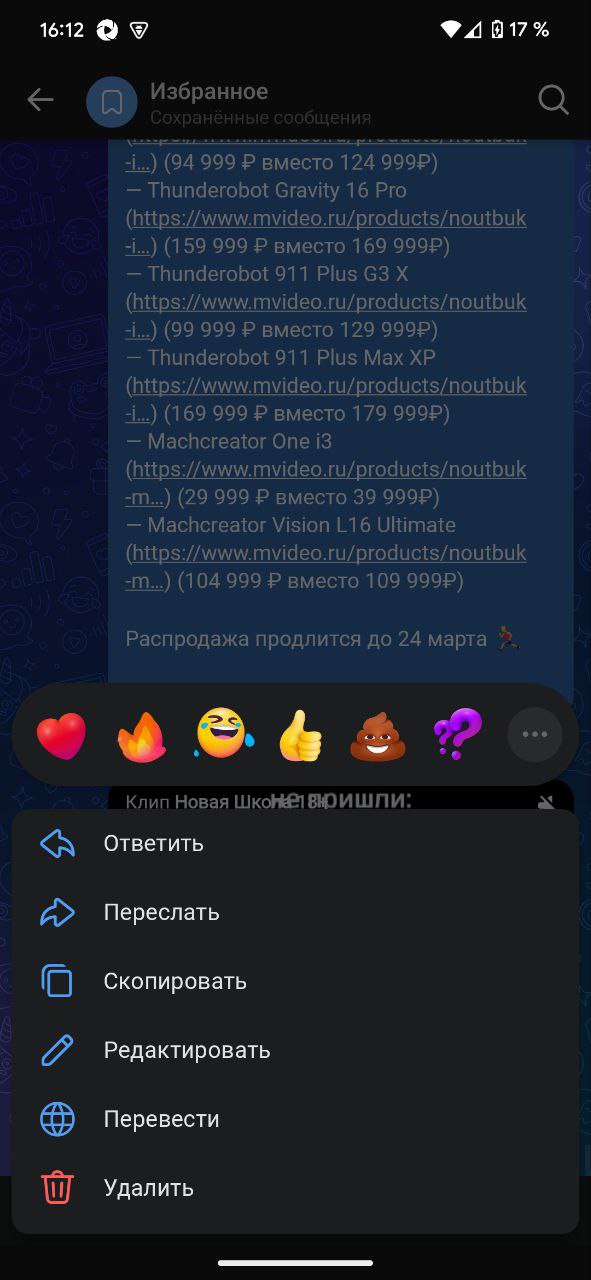 16:12
17 %
Избранное
Сохранённые сообщения
-i...) (94 999 ₽ вместо 124 999₽)
— Thunderobot Gravity 16 Pro
(https://www.mvideo.ru/products/noutbuk
-i...) (159 999 ₽ вместо 169 999₽)
— Thunderobot 911 Plus G3 X
(https://www.mvideo.ru/products/noutbuk
-i...) (99 999 ₽ вместо 129 999₽)
— Thunderobot 911 Plus Max XP
(https://www.mvideo.ru/products/noutbuk
-i...) (169 999 ₽ вместо 179 999₽)
— Machcreator One i3
(https://www.mvideo.ru/products/noutbuk
-m...) (29 999 ₽ вместо 39 999₽)
— Machcreator Vision L16 Ultimate
(https://www.mvideo.ru/products/noutbuk
-m...) (104 999 ₽ вместо 109 999₽)
Распродажа продлится до 24 марта 🏃
Клип Новая Школа
не пришли:
Ответить
Переслать
Скопировать
Редактировать
Перевести
Удалить